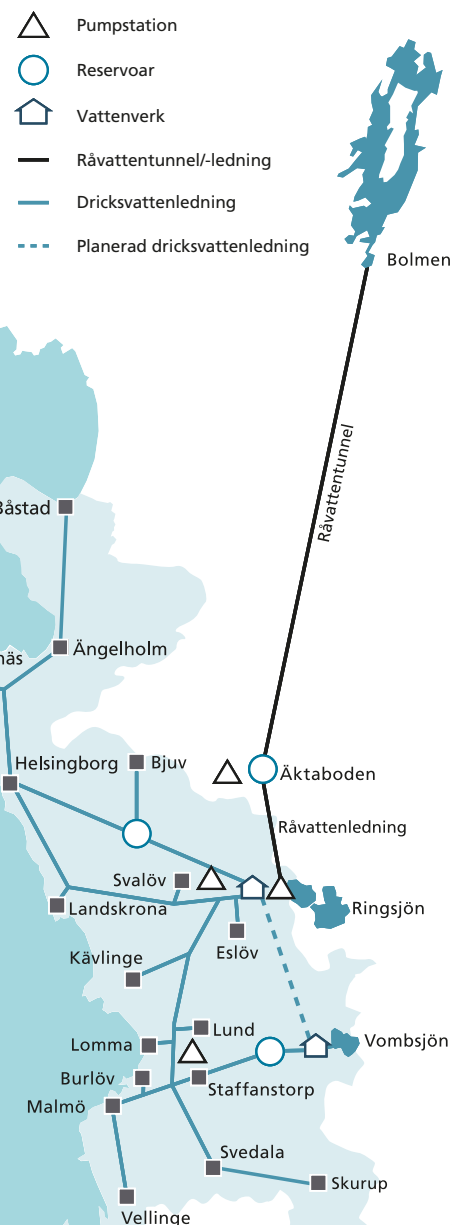 Pumpstation
Reservoar
Vattenverk
Råvattentunnel/-ledning
Dricksvattenledning
Planerad dricksvattenledning
Bolmen
Råvattentunnel
Båstad
näs
Ängelholm
Helsingborg
Bjuv
Äktaboden
Råvattenledning
Svalöv
Landskrona
Ringsjön
Eslöv
Kävlinge
Lund
Lomma
Vombsjön
Burlöv
Staffanstorp
Malmö
Svedala
Skurup
Vellinge